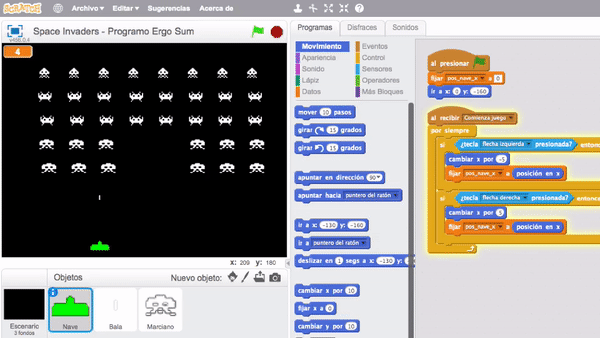 SCRATCH
Archivo▾ Editar▾ Sugerencias Acerca de
Space Invaders - Programo Ergo Sum
v456.0.4
4
x: 209 y: 180
Objetos
Nuevo objeto:
Escenario
3 fondos
Nave
Bala
Marciano
Programas
Disfraces
Sonidos
Movimiento
Apariencia
Sonido
Lápiz
Datos
Eventos
Control
Sensores
Operadores
Más Bloques
mover 10 pasos
girar 15 grados
girar 15 grados
apuntar en dirección 90▾
apuntar hacia puntero del ratón
ir a x: -130 y: -160
ir a puntero del ratón
deslizar en 1 segs a x: -130 y:
cambiar x por 10
fijar x a 0
cambiar y por 10
al presionar
fijar pos_nave_x a 0
ir a x: 0 y: -160
al recibir Comienza juego
por siempre
si ¿tecla flecha izquierda presionada? entonc
cambiar x por -5
fijar pos_nave_x a posición en x
si ¿tecla flecha derecha presionada? entonc
cambiar x por 5
fijar pos_nave_x a posición en x